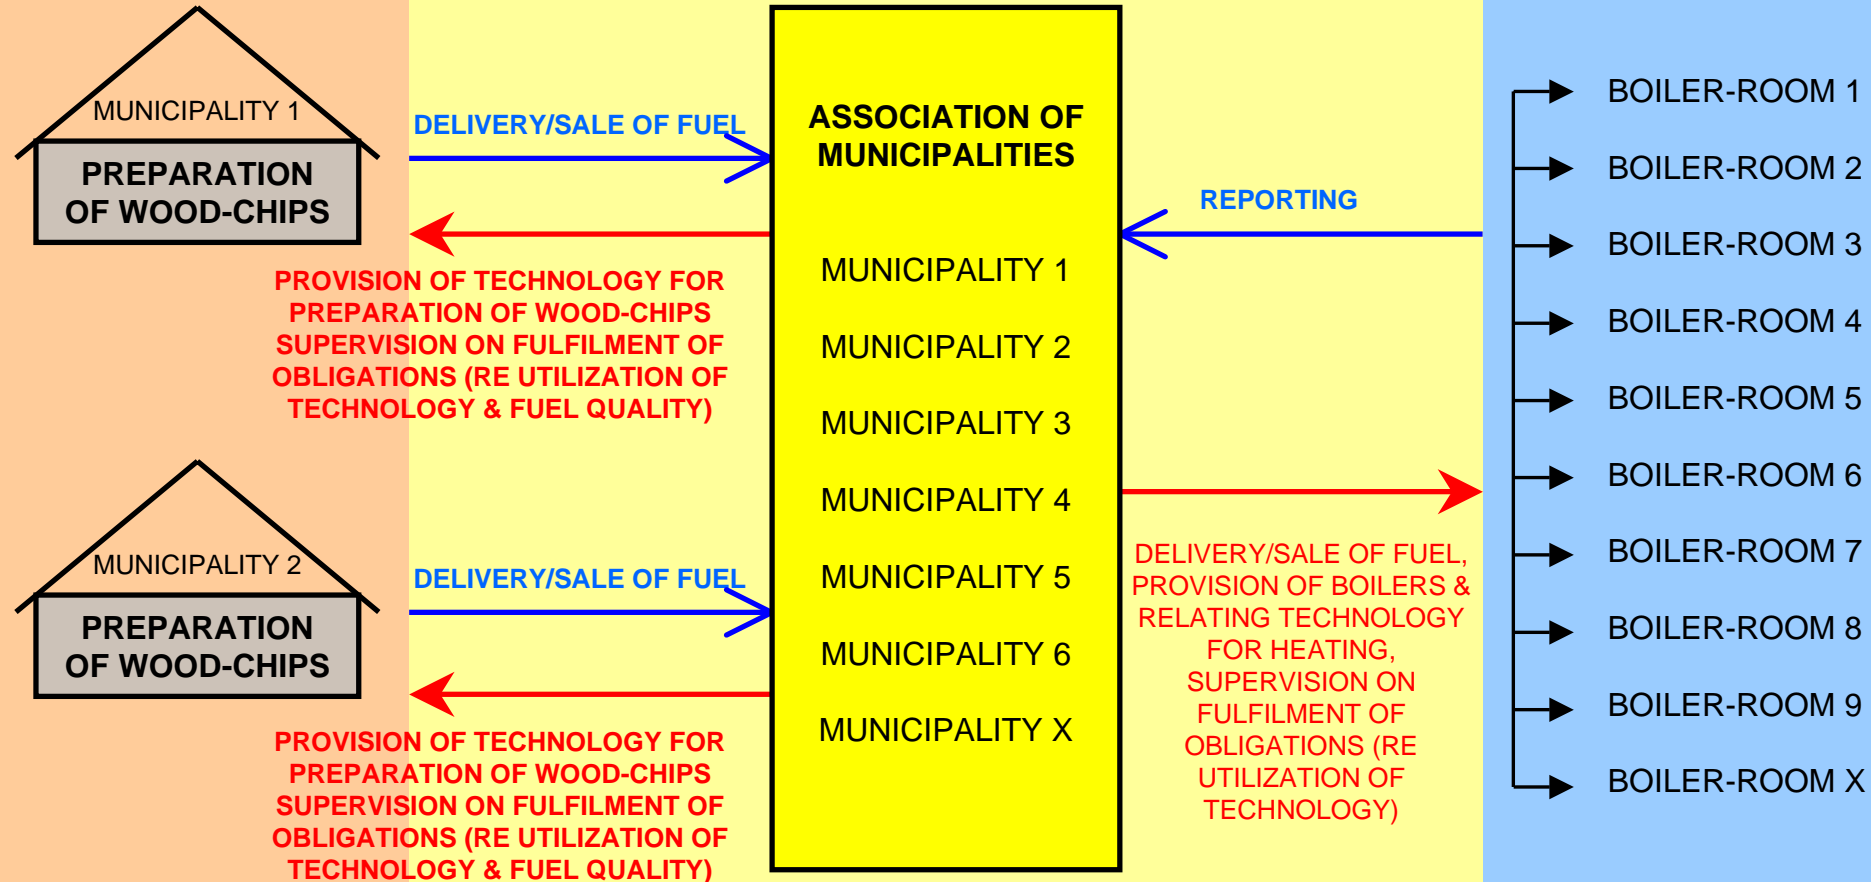 MUNICIPALITY 1
PREPARATION
OF WOOD-CHIPS
DELIVERY/SALE OF FUEL
PROVISION OF TECHNOLOGY FOR
PREPARATION OF WOOD-CHIPS
SUPERVISION ON FULFILMENT OF
OBLIGATIONS (RE UTILIZATION OF
TECHNOLOGY & FUEL QUALITY)
MUNICIPALITY 2
PREPARATION
OF WOOD-CHIPS
DELIVERY/SALE OF FUEL
PROVISION OF TECHNOLOGY FOR
PREPARATION OF WOOD-CHIPS
SUPERVISION ON FULFILMENT OF
OBLIGATIONS (RE UTILIZATION OF
TECHNOLOGY & FUEL QUALITY)
ASSOCIATION OF
MUNICIPALITIES
MUNICIPALITY 1
MUNICIPALITY 2
MUNICIPALITY 3
MUNICIPALITY 4
MUNICIPALITY 5
MUNICIPALITY 6
MUNICIPALITY X
REPORTING
DELIVERY/SALE OF FUEL,
PROVISION OF BOILERS &
RELATING TECHNOLOGY
FOR HEATING,
SUPERVISION ON
FULFILMENT OF
OBLIGATIONS (RE
UTILIZATION OF
TECHNOLOGY)
BOILER-ROOM 1
BOILER-ROOM 2
BOILER-ROOM 3
BOILER-ROOM 4
BOILER-ROOM 5
BOILER-ROOM 6
BOILER-ROOM 7
BOILER-ROOM 8
BOILER-ROOM 9
BOILER-ROOM X